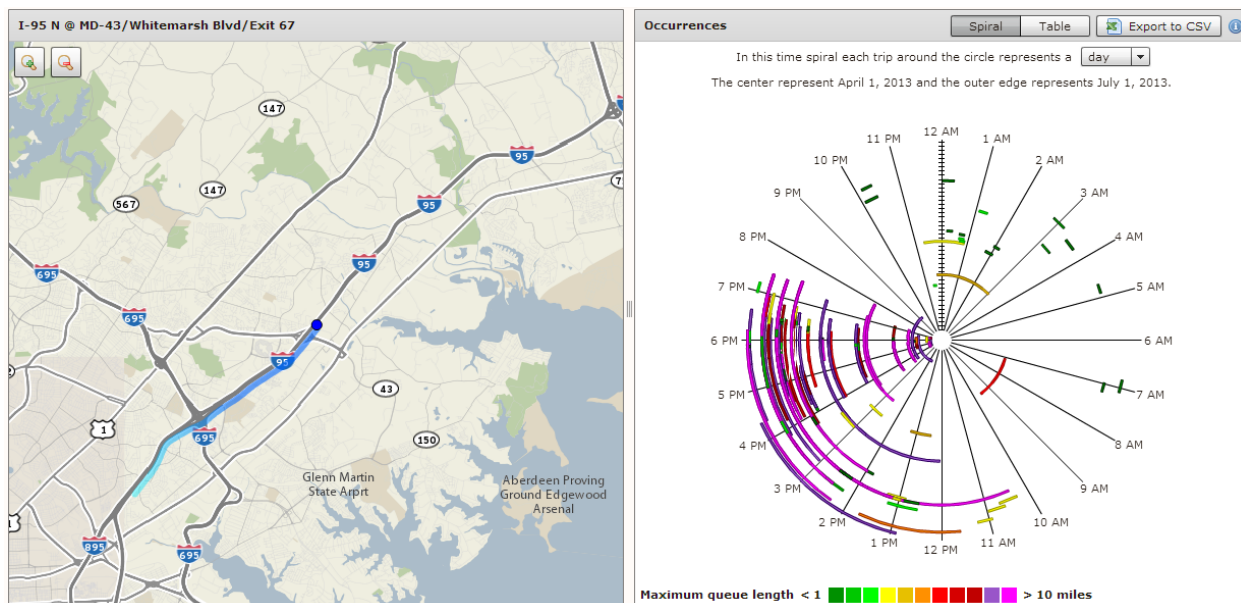 I-95 N @ MD-43/Whitemarsh Blvd/Exit 67
147
147
567
95
95
95
695
695
95
43
1
695
150
Glenn Martin
State Arprt
Aberdeen Proving
Ground Edgewood
Arsenal
895
695
Occurrences
Spiral
Table
Export to CSV
In this time spiral each trip around the circle represents a day
The center represent April 1, 2013 and the outer edge represents July 1, 2013.
12 AM
11 PM
1 AM
10 PM
2 AM
9 PM
3 AM
8 PM
4 AM
7 PM
5 AM
6 PM
6 AM
5 PM
7 AM
4 PM
8 AM
3 PM
9 AM
2 PM
10 AM
1 PM
11 AM
12 PM
Maximum queue length < 1 > 10 miles